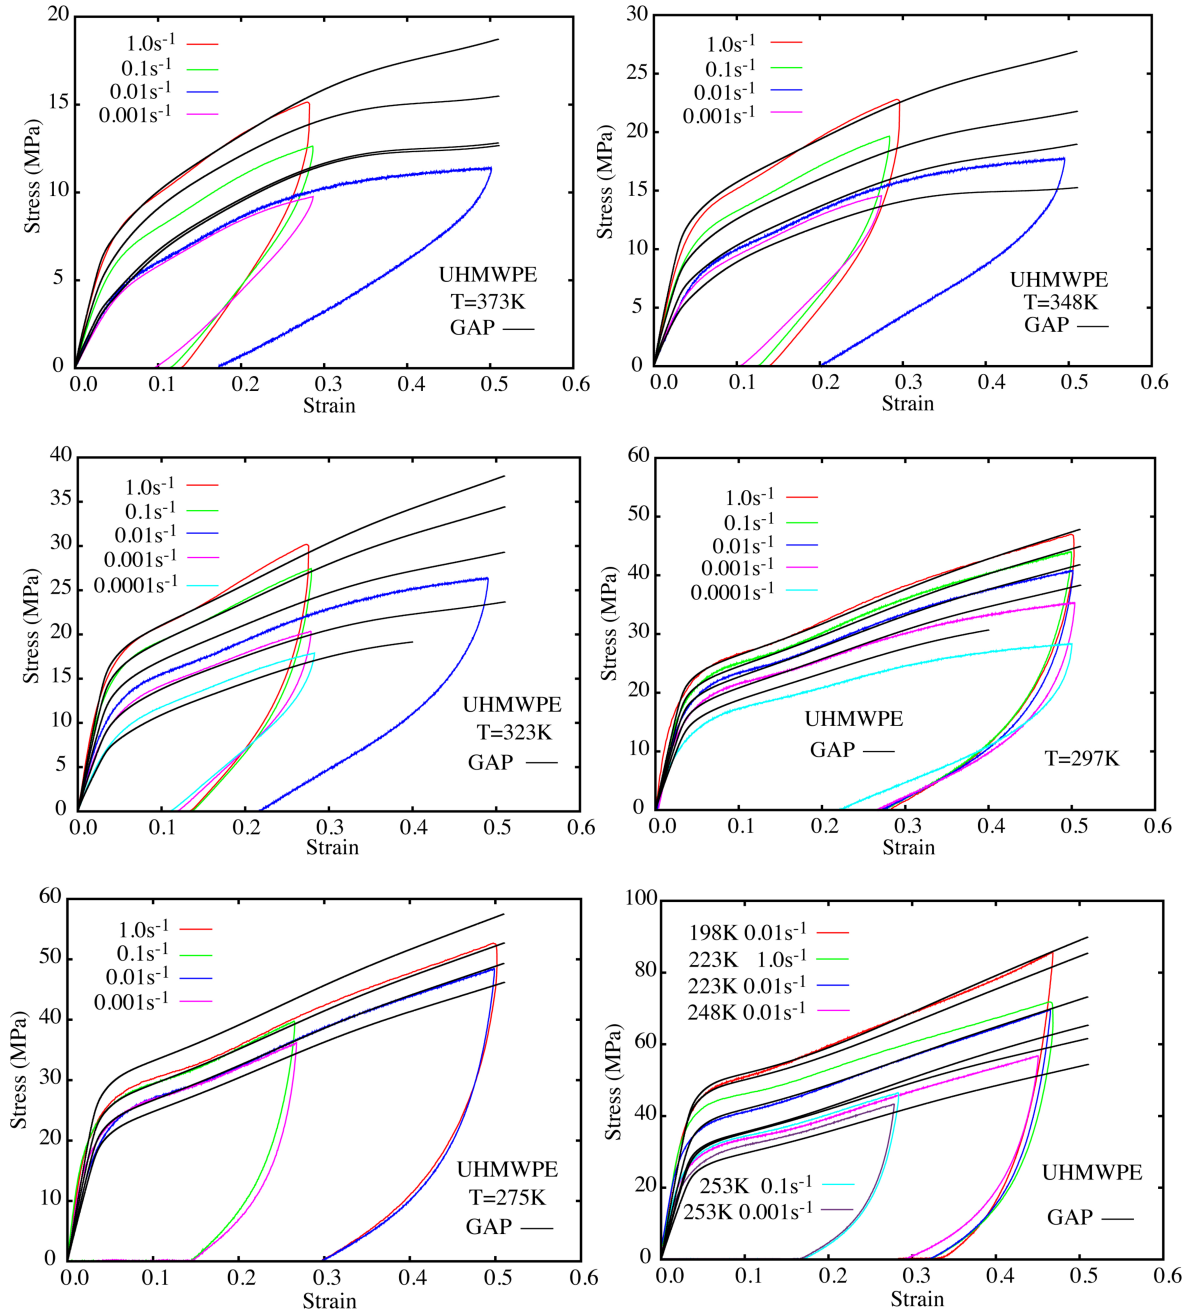 20
15
10
5
0
Stress (MPa)
1.0s-1
0.1s-1
0.01s-1
0.001s-1
UHMWPE
T=373K
GAP
0.0 0.1 0.2 0.3 0.4 0.5 0.6
Strain
30
25
20
15
10
5
0
Stress (MPa)
1.0s-1
0.1s-1
0.01s-1
0.001s-1
UHMWPE
T=348K
GAP
0.0 0.1 0.2 0.3 0.4 0.5 0.6
Strain
40
35
30
25
20
15
10
5
0
Stress (MPa)
1.0s-1
0.1s-1
0.01s-1
0.001s-1
0.0001s-1
UHMWPE
T=323K
GAP
0.0 0.1 0.2 0.3 0.4 0.5 0.6
Strain
60
50
40
30
20
10
0
Stress (MPa)
1.0s-1
0.1s-1
0.01s-1
0.001s-1
0.0001s-1
UHMWPE
GAP
T=297K
0.0 0.1 0.2 0.3 0.4 0.5 0.6
Strain
60
50
40
30
20
10
0
Stress (MPa)
1.0s-1
0.1s-1
0.01s-1
0.001s-1
UHMWPE
T=275K
GAP
0.0 0.1 0.2 0.3 0.4 0.5 0.6
Strain
100
80
60
40
20
0
Stress (MPa)
198K 0.01s-1
223K 1.0s-1
223K 0.01s-1
248K 0.01s-1
253K 0.1s-1
253K 0.001s-1
UHMWPE
GAP
0.0 0.1 0.2 0.3 0.4 0.5 0.6
Strain